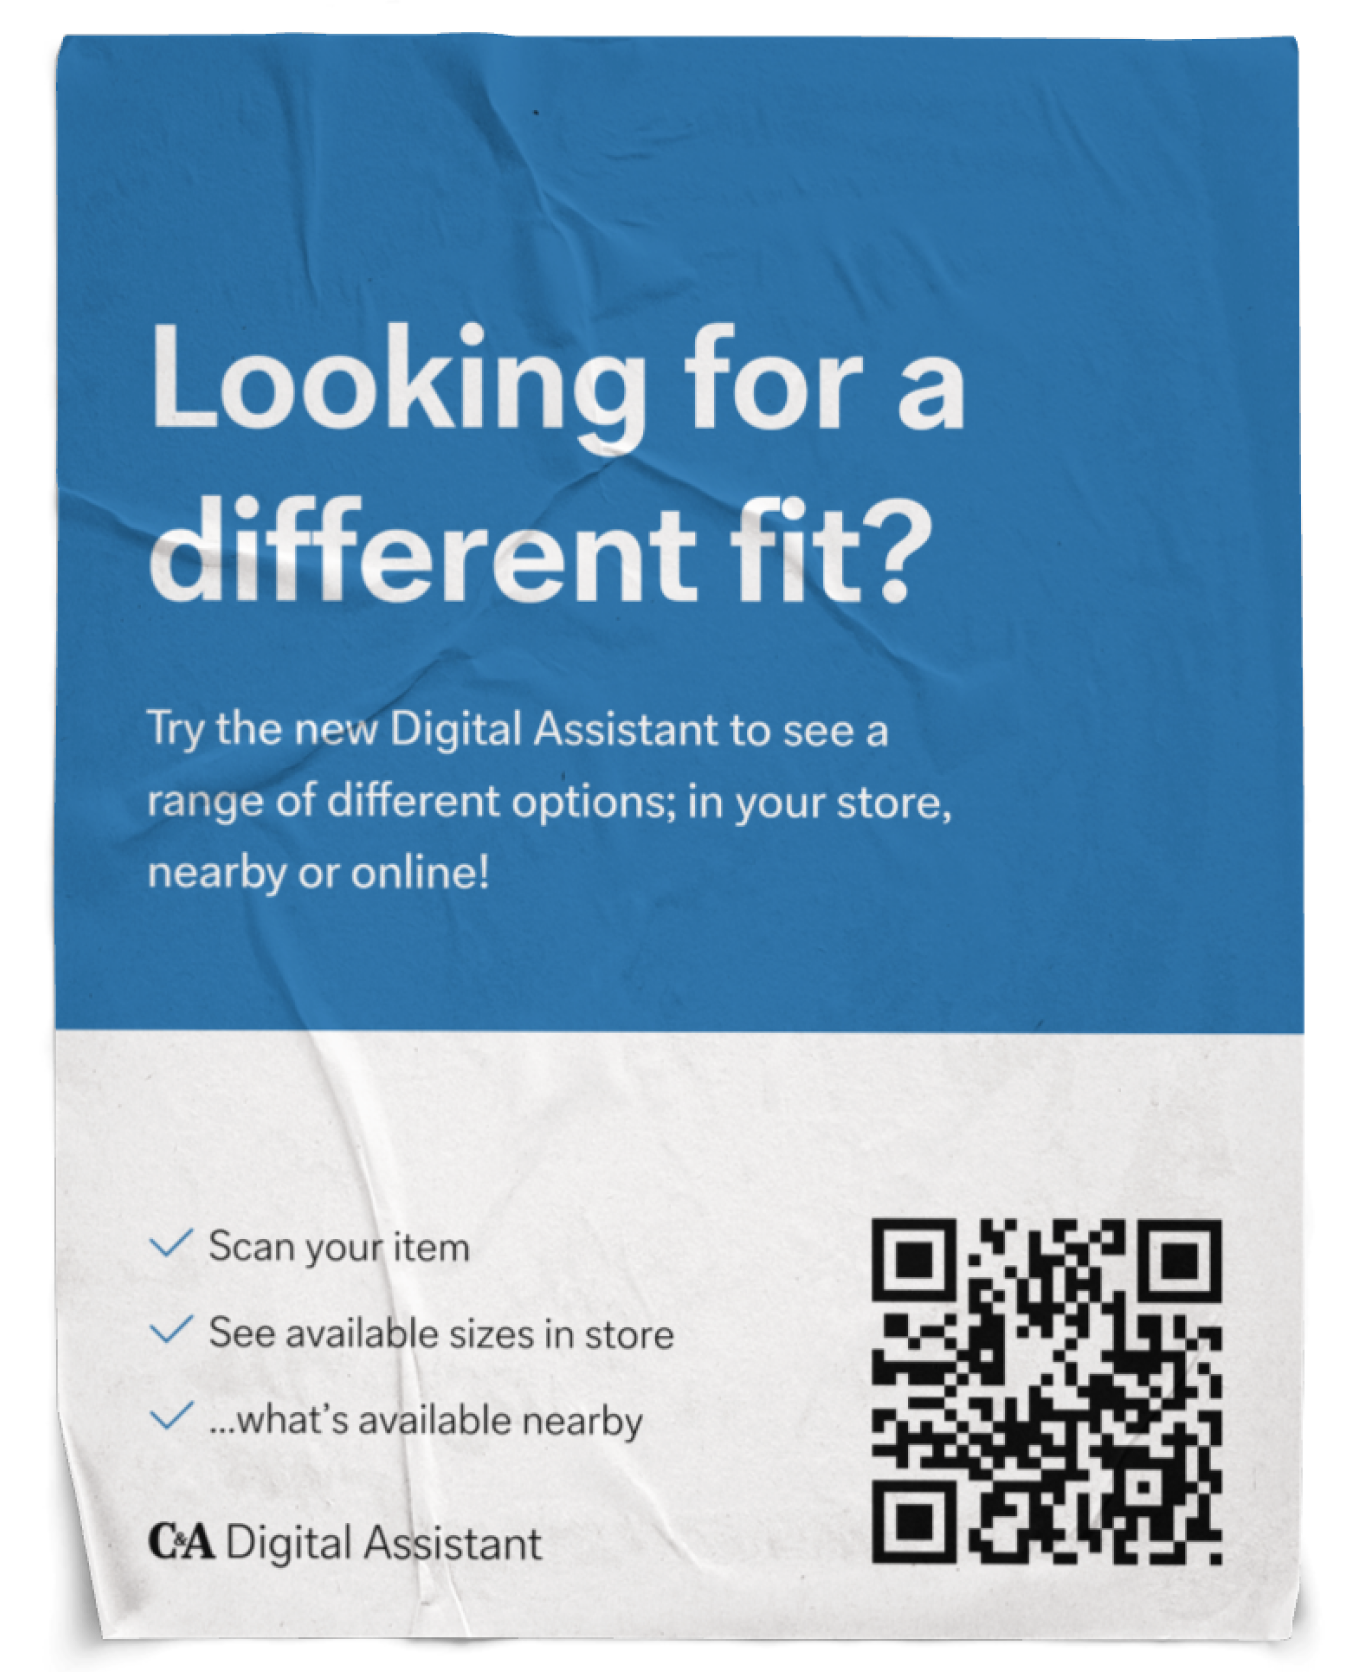 Looking for a
different fit?
Try the new Digital Assistant to see a
range of different options; in your store,
nearby or online!
Scan your item
See available sizes in store
...what's available nearby
C&A Digital Assistant